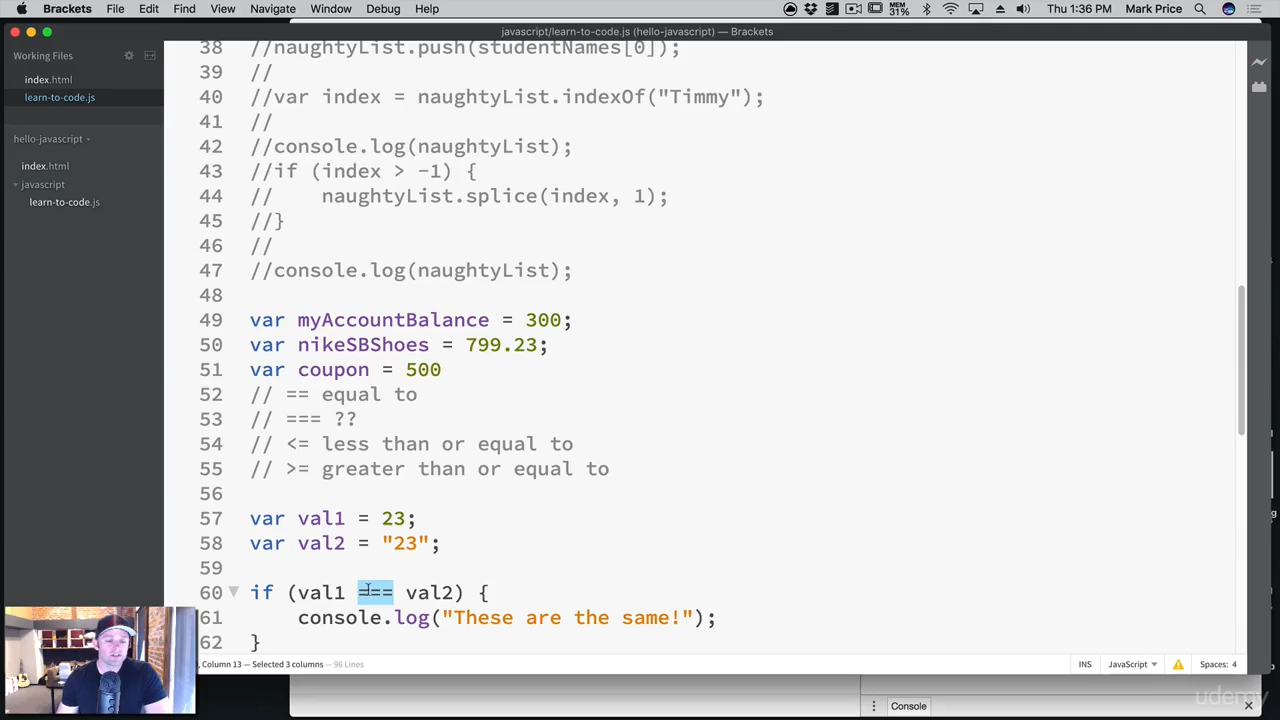 Brackets File Edit Find View Navigate Window Debug Help MEM 31% Thu 1:36 PM Mark Price
javascript/learn-to-code.js (hello-javascript) — Brackets
Working Files
index.html
learn-to-code.js
hello-javascript
index.html
javascript
learn-to-code.js
38 //naughtyList.push(studentNames[0]);
39 //
40 //var index = naughtyList.indexOf("Timmy");
41 //
42 //console.log(naughtyList);
43 //if (index > -1) {
44 //    naughtyList.splice(index, 1);
45 //}
46 //
47 //console.log(naughtyList);
48
49 var myAccountBalance = 300;
50 var nikeSBShoes = 799.23;
51 var coupon = 500
52 // == equal to
53 // === ??
54 // <= less than or equal to
55 // >= greater than or equal to
56
57 var val1 = 23;
58 var val2 = "23";
59
60 if (val1 === val2) {
61     console.log("These are the same!");
62 }
, Column 13 — Selected 3 columns — 96 Lines INS JavaScript Spaces: 4
udemy
Console